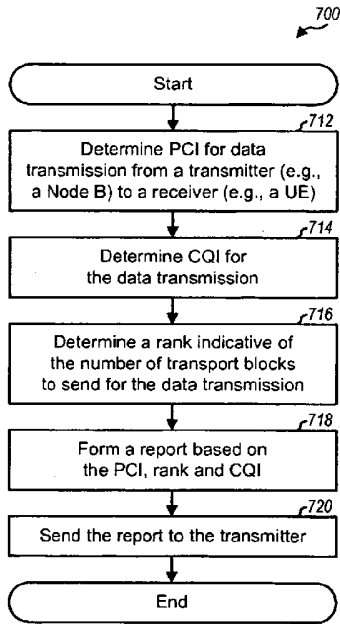 700
Start
712
Determine PCI for data
transmission from a transmitter (e.g.,
a Node B) to a receiver (e.g., a UE)
714
Determine CQI for
the data transmission
716
Determine a rank indicative of
the number of transport blocks
to send for the data transmission
718
Form a report based on
the PCI, rank and CQI
720
Send the report to the transmitter
End